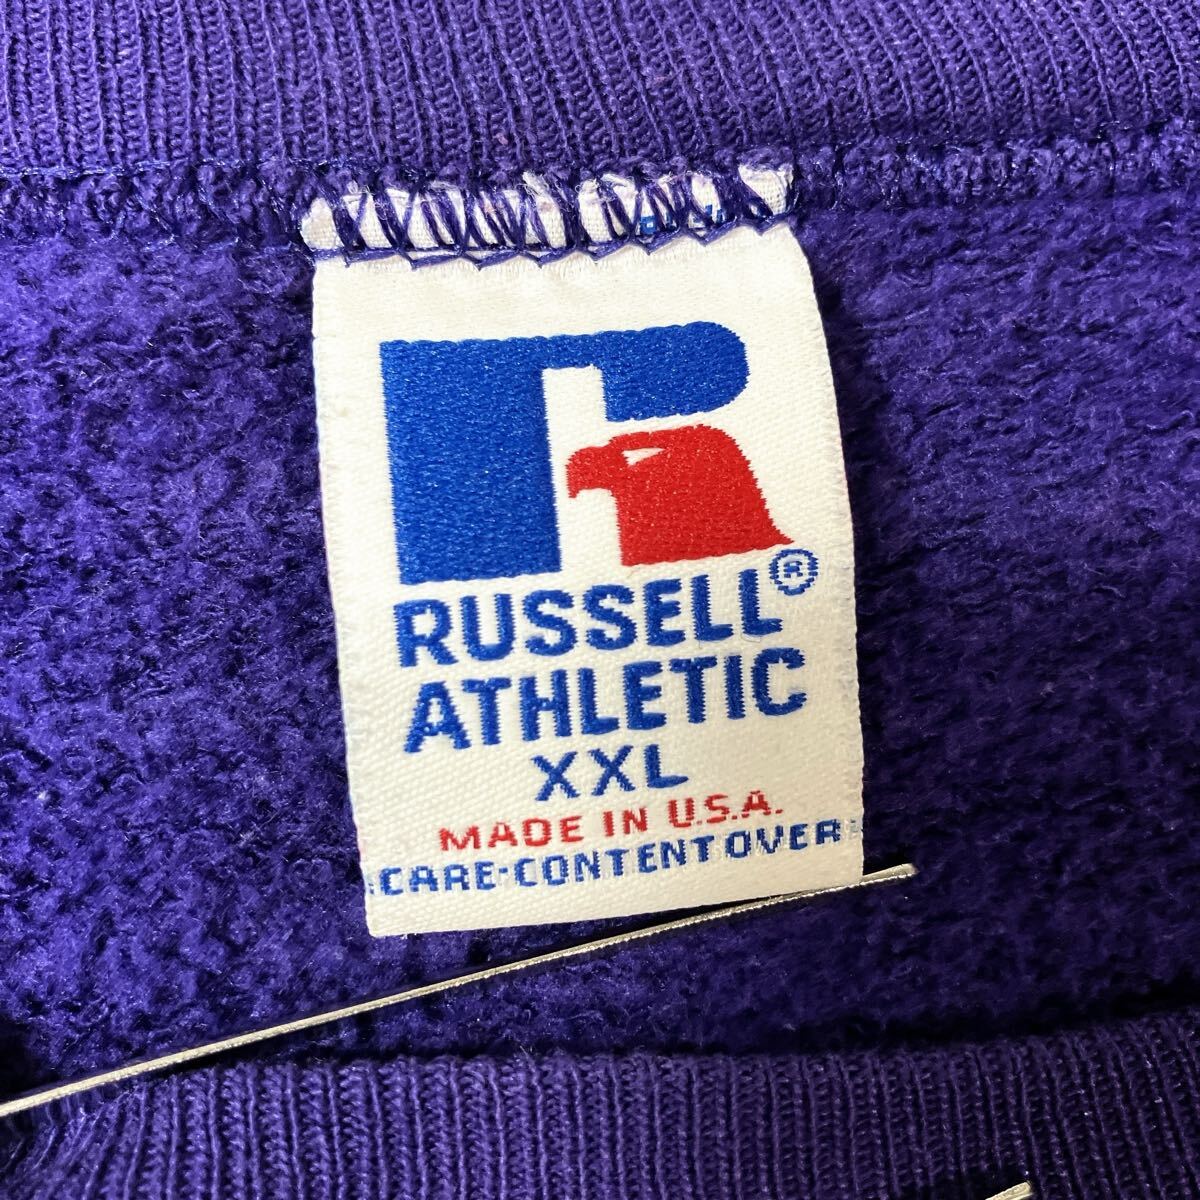 RUSSELL®
ATHLETIC
XXL
MADE IN U.S.A.
CARE-CONTENT OVER